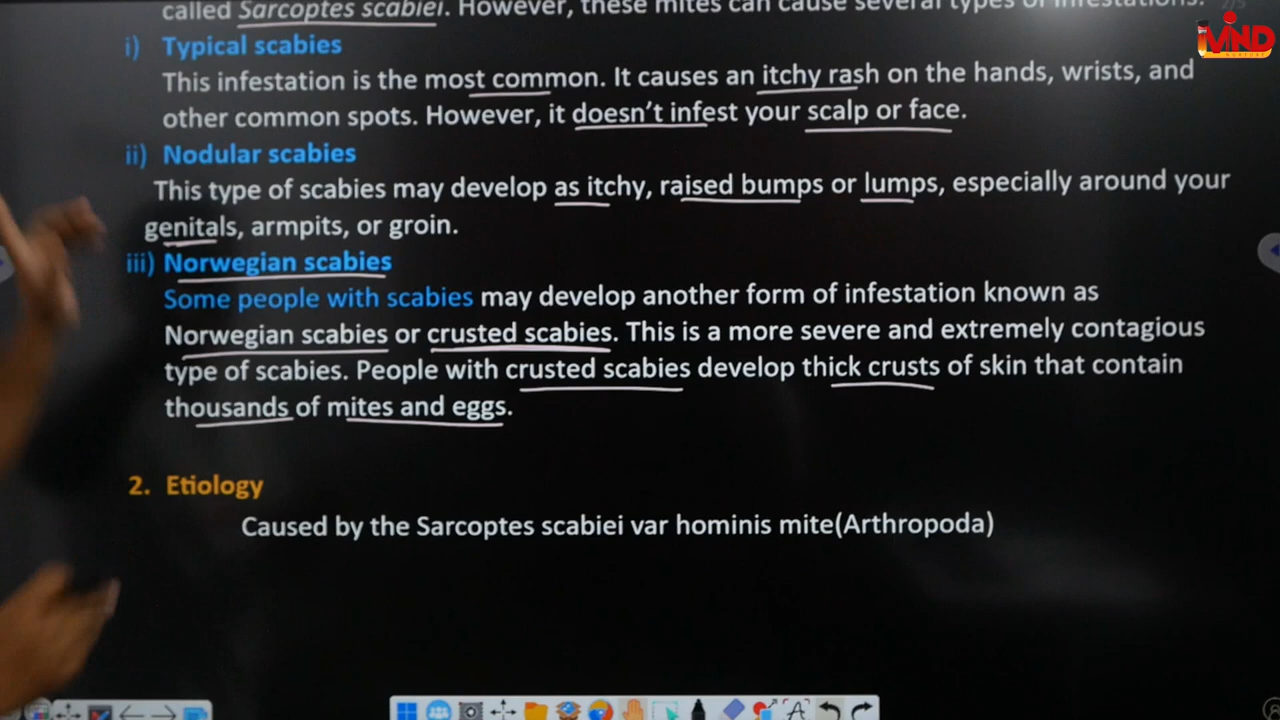 called Sarcoptes scabiei. However, these mites can cause several types of infestations.
i) Typical scabies
This infestation is the most common. It causes an itchy rash on the hands, wrists, and
other common spots. However, it doesn't infest your scalp or face.
ii) Nodular scabies
This type of scabies may develop as itchy, raised bumps or lumps, especially around your
genitals, armpits, or groin.
iii) Norwegian scabies
Some people with scabies may develop another form of infestation known as
Norwegian scabies or crusted scabies. This is a more severe and extremely contagious
type of scabies. People with crusted scabies develop thick crusts of skin that contain
thousands of mites and eggs.
2. Etiology
Caused by the Sarcoptes scabiei var hominis mite(Arthropoda)